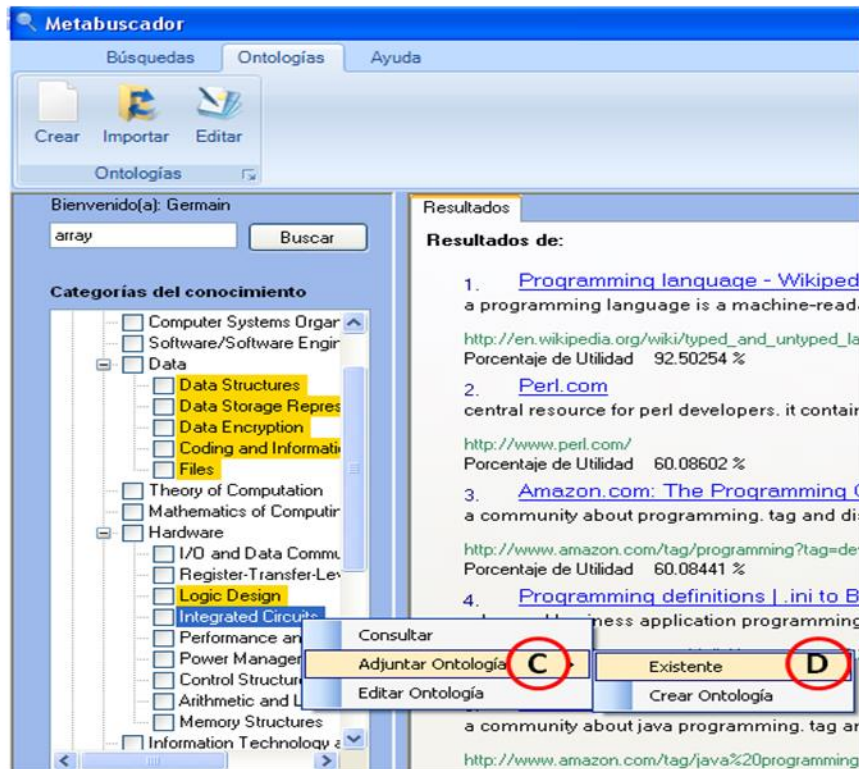 Metabuscador
Búsquedas Ontologías Ayuda
Crear Importar Editar
Ontologías
Bienvenido(a): Germain
array Buscar
Categorías del conocimiento
Computer Systems Organ
Software/Software Engir
Data
Data Structures
Data Storage Repres
Data Encryption
Coding and Informati
Files
Theory of Computation
Mathematics of Computin
Hardware
I/O and Data Commu
Register-Transfer-Lev
Logic Design
Integrated Circuits
Performance an
Power Manager
Control Structur
Arithmetic and L
Memory Structures
Information Technology a
Consultar
Adjuntar Ontología C
Editar Ontología
Existente D
Crear Ontología
Resultados
Resultados de:
1. Programming language - Wikiped
a programming language is a machine-read
http://en.wikipedia.org/wiki/typed_and_untyped_la
Porcentaje de Utilidad 92.50254 %
2. Perl.com
central resource for perl developers. it contain
http://www.perl.com/
Porcentaje de Utilidad 60.08602 %
3. Amazon.com: The Programming
a community about programming. tag and di
http://www.amazon.com/tag/programming?tag=de
Porcentaje de Utilidad 60.08441 %
4. Programming definitions | .ini to B
ness application programming
a community about java programming. tag ar
http://www.amazon.com/tag/java%20programming